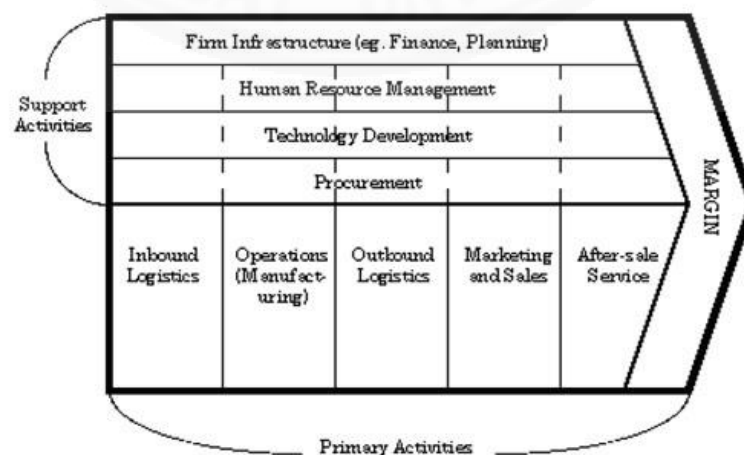 Firm Infrastructure (eg. Finance, Planning)
Human Resource Management
Support
Activities
Technology Development
Procurement
MARGIN
Inbound
Logistics
Operations
(Manufact-
uring)
Outbound
Logistics
Marketing
and Sales
After-sale
Service
Primary Activities